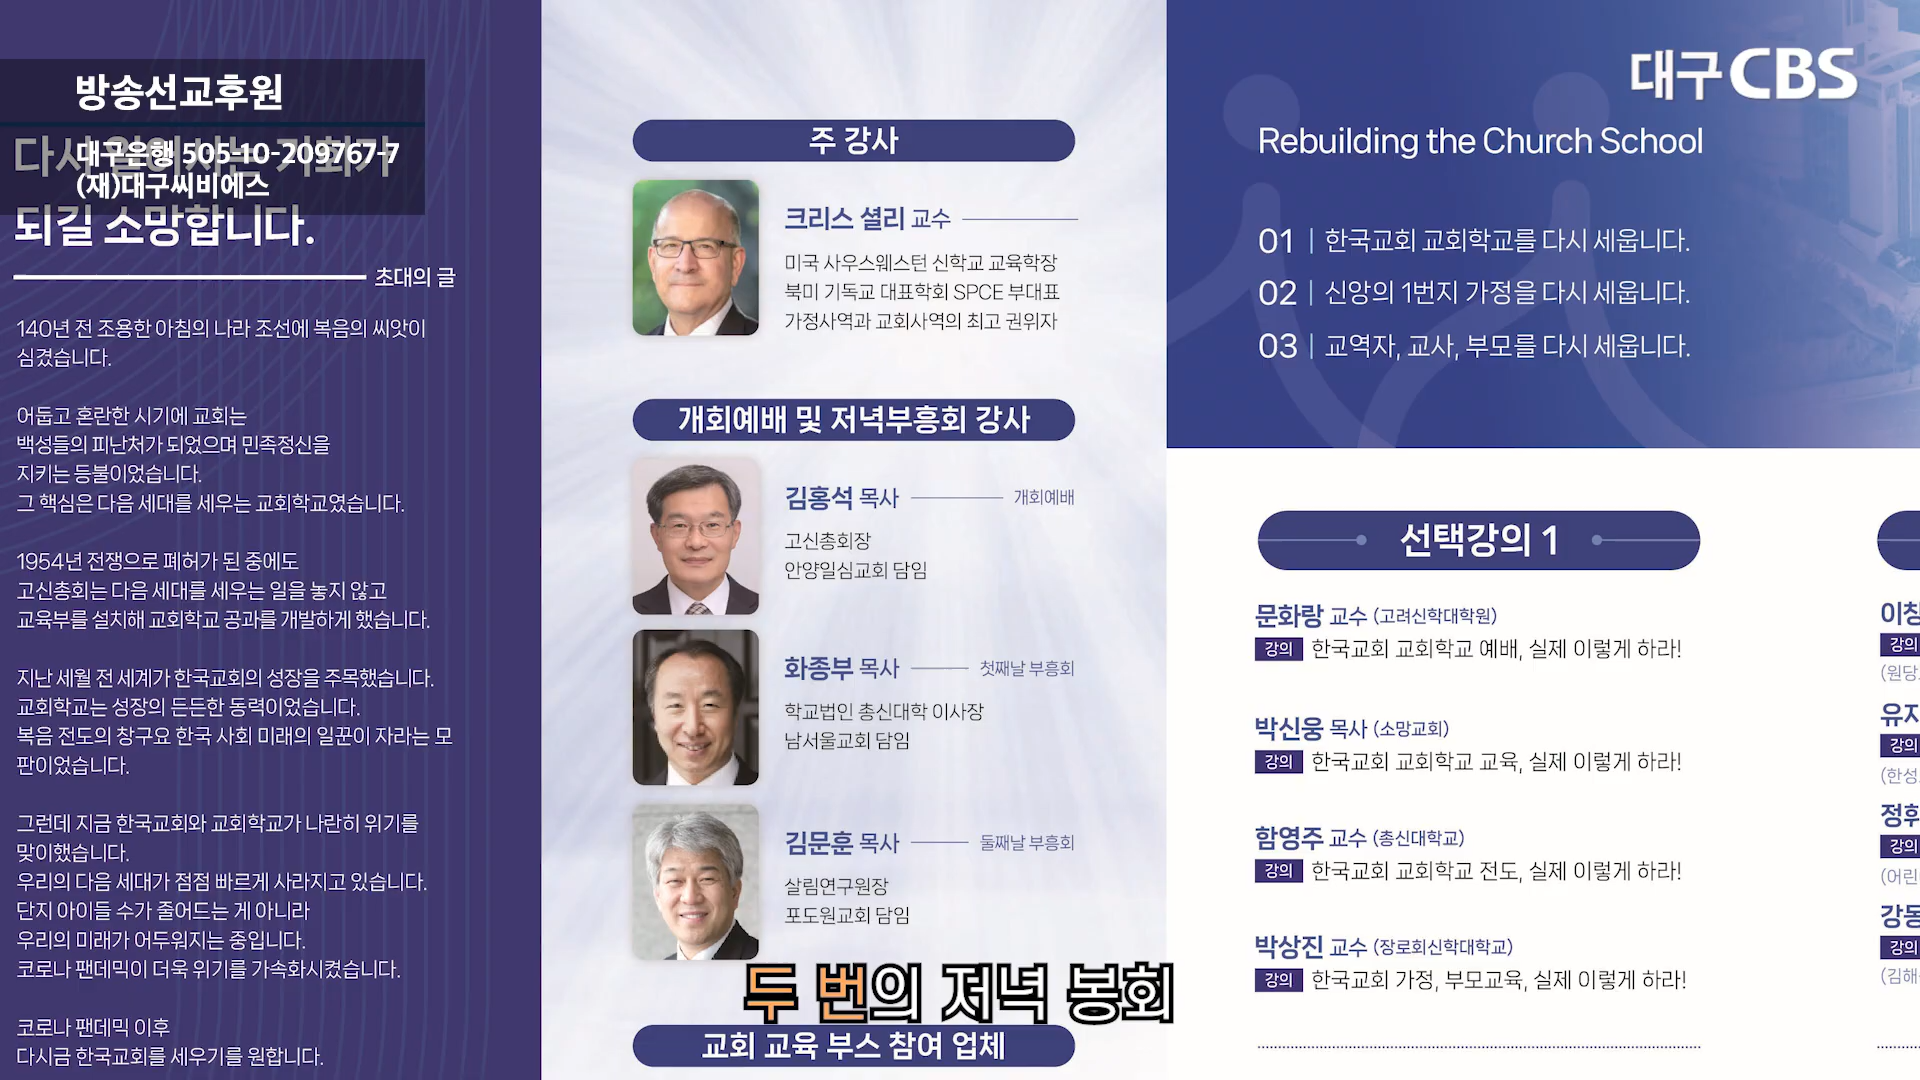 방송선교후원
대구은행 505-10-209767-7
(재)대구씨비에스
다시
기회가
되길 소망합니다.
초대의 글
140년 전 조용한 아침의 나라 조선에 복음의 씨앗이
심겼습니다.
어둡고 혼란한 시기에 교회는
백성들의 피난처가 되었으며 민족정신을
지키는 등불이었습니다.
그 핵심은 다음 세대를 세우는 교회학교였습니다.
1954년 전쟁으로 폐허가 된 중에도
고신총회는 다음 세대를 세우는 일을 놓지 않고
교육부를 설치해 교회학교 공과를 개발하게 했습니다.
지난 세월 전 세계가 한국교회의 성장을 주목했습니다.
교회학교는 성장의 든든한 동력이었습니다.
복음 전도의 창구요 한국 사회 미래의 일꾼이 자라는 모
판이었습니다.
그런데 지금 한국교회와 교회학교가 나란히 위기를
맞이했습니다.
우리의 다음 세대가 점점 빠르게 사라지고 있습니다.
단지 아이들 수가 줄어드는 게 아니라
우리의 미래가 어두워지는 중입니다.
코로나 팬데믹이 더욱 위기를 가속화시켰습니다.
코로나 팬데믹 이후
다시금 한국교회를 세우기를 원합니다.
주 강사
크리스 셜리 교수
미국 사우스웨스턴 신학교 교육학장
북미 기독교 대표학회 SPCE 부대표
가정사역과 교회사역의 최고 권위자
개회예배 및 저녁부흥회 강사
김홍석 목사 개회예배
고신총회장
안양일심교회 담임
화종부 목사 첫째날 부흥회
학교법인 총신대학 이사장
남서울교회 담임
김문훈 목사 둘째날 부흥회
살림연구원장
포도원교회 담임
두 번의 저녁 봉회
교회 교육 부스 참여 업체
대구CBS
Rebuilding the Church School
01 | 한국교회 교회학교를 다시 세웁니다.
02 | 신앙의 1번지 가정을 다시 세웁니다.
03 | 교역자, 교사, 부모를 다시 세웁니다.
선택강의 1
문화랑 교수 (고려신학대학원)
강의 한국교회 교회학교 예배, 실제 이렇게 하라!
박신웅 목사 (소망교회)
강의 한국교회 교회학교 교육, 실제 이렇게 하라!
함영주 교수 (총신대학교)
강의 한국교회 교회학교 전도, 실제 이렇게 하라!
박상진 교수 (장로회신학대학교)
강의 한국교회 가정, 부모교육, 실제 이렇게 하라!
이창
강의
(원당
유지
강의
(한성
정휘
강의
(어린
강동
강의
(김해